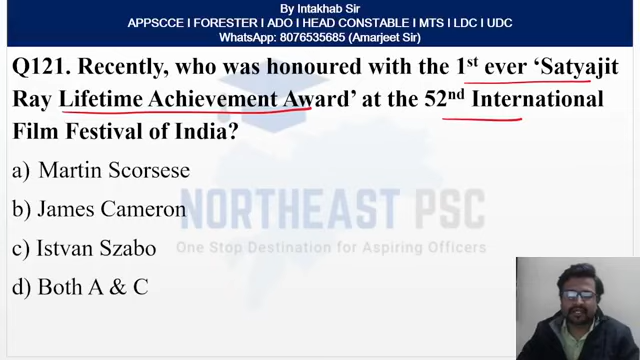 By Intakhab Sir
APPSCCE I FORESTER I ADO I HEAD CONSTABLE I MTS I LDC I UDC
WhatsApp: 8076535685 (Amarjeet Sir)
Q121. Recently, who was honoured with the 1st ever ‘Satyajit
Ray Lifetime Achievement Award’ at the 52nd International
Film Festival of India?
a) Martin Scorsese
b) James Cameron
c) Istvan Szabo
d) Both A & C
NORTHEAST PSC
One Stop Destination for Aspiring Officers